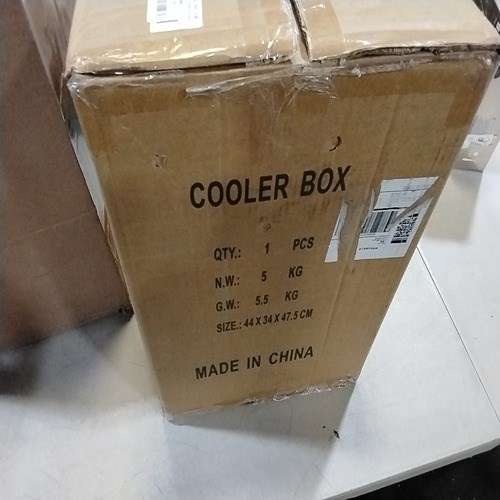 COOLER BOX
QTY.: 1 PCS
N.W.: 5 KG
G.W.: 5.5 KG
SIZE.: 44 X 34 X 47.5 CM
MADE IN CHINA